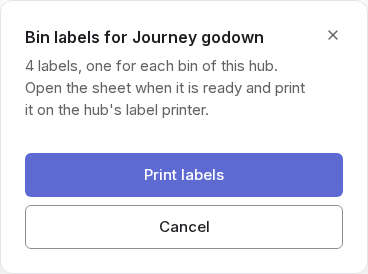 Bin labels for Journey godown
4 labels, one for each bin of this hub.
Open the sheet when it is ready and print
it on the hub's label printer.
Print labels
Cancel